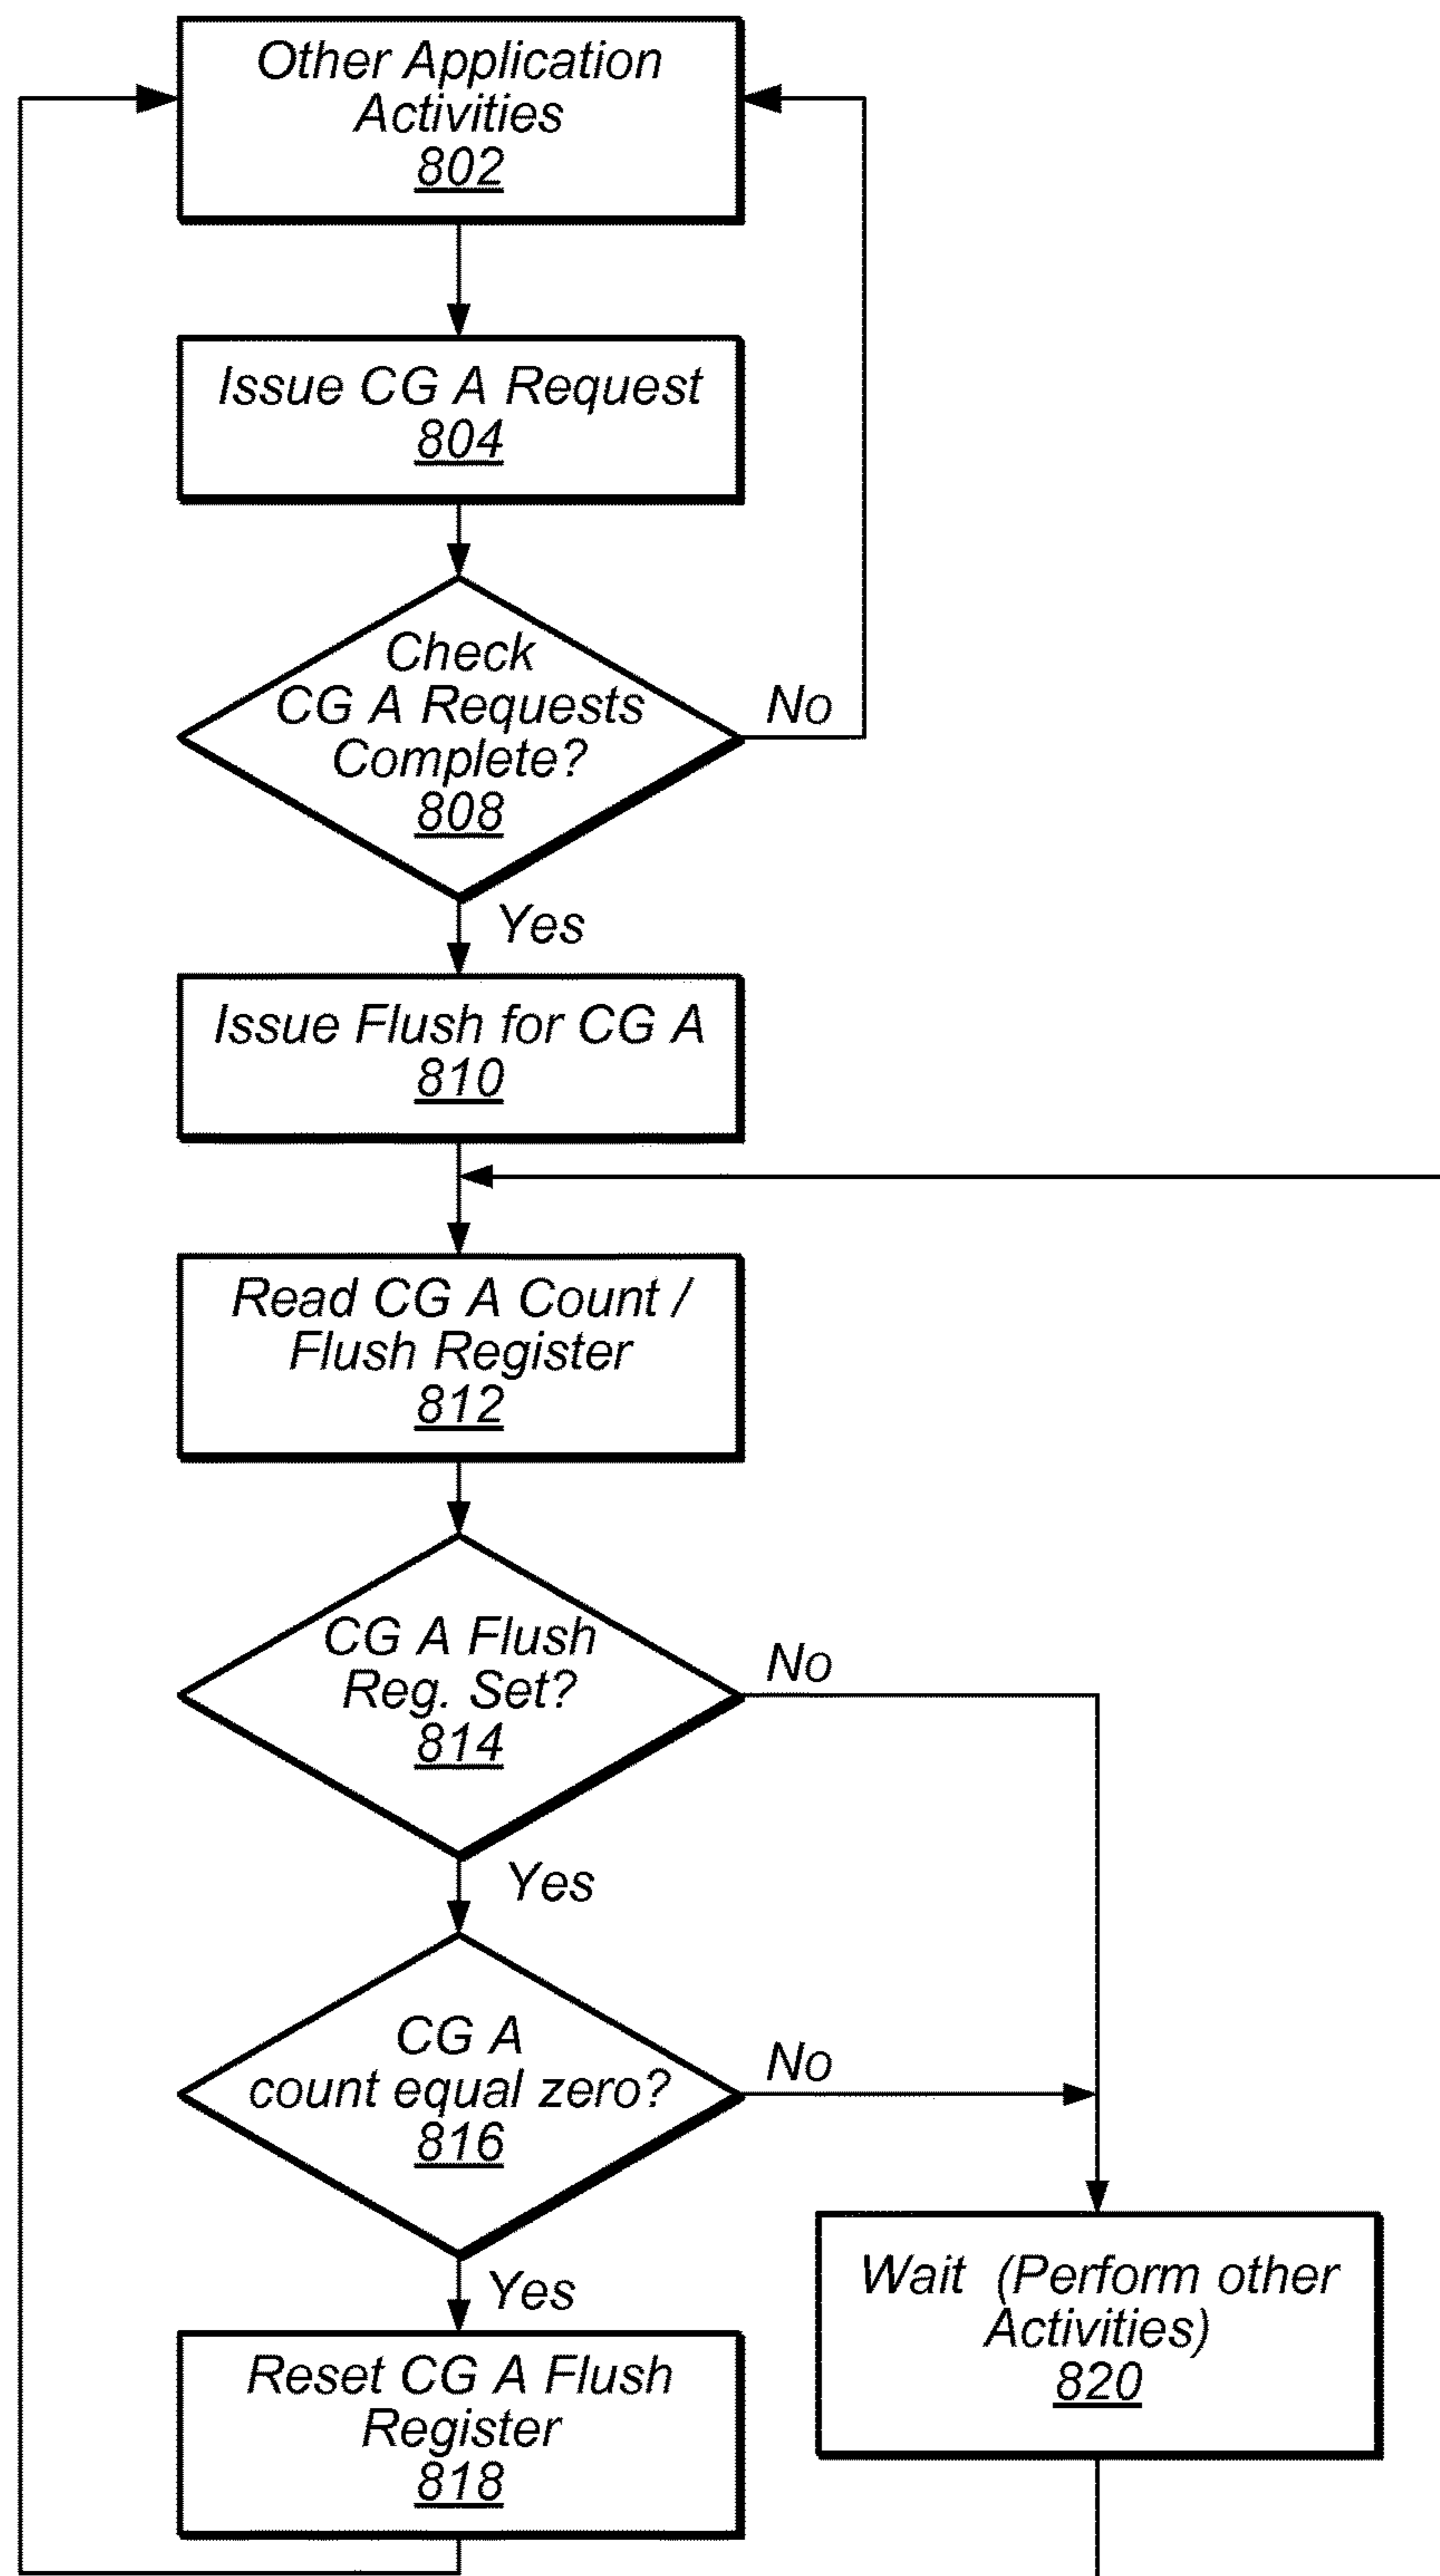 Other Application
Activities
802
Issue CG A Request
804
Check
CG A Requests
Complete?
808
No
Yes
Issue Flush for CG A
810
Read CG A Count /
Flush Register
812
CG A Flush
Reg. Set?
814
No
Yes
CG A
count equal zero?
816
No
Yes
Wait (Perform other
Activities)
820
Reset CG A Flush
Register
818